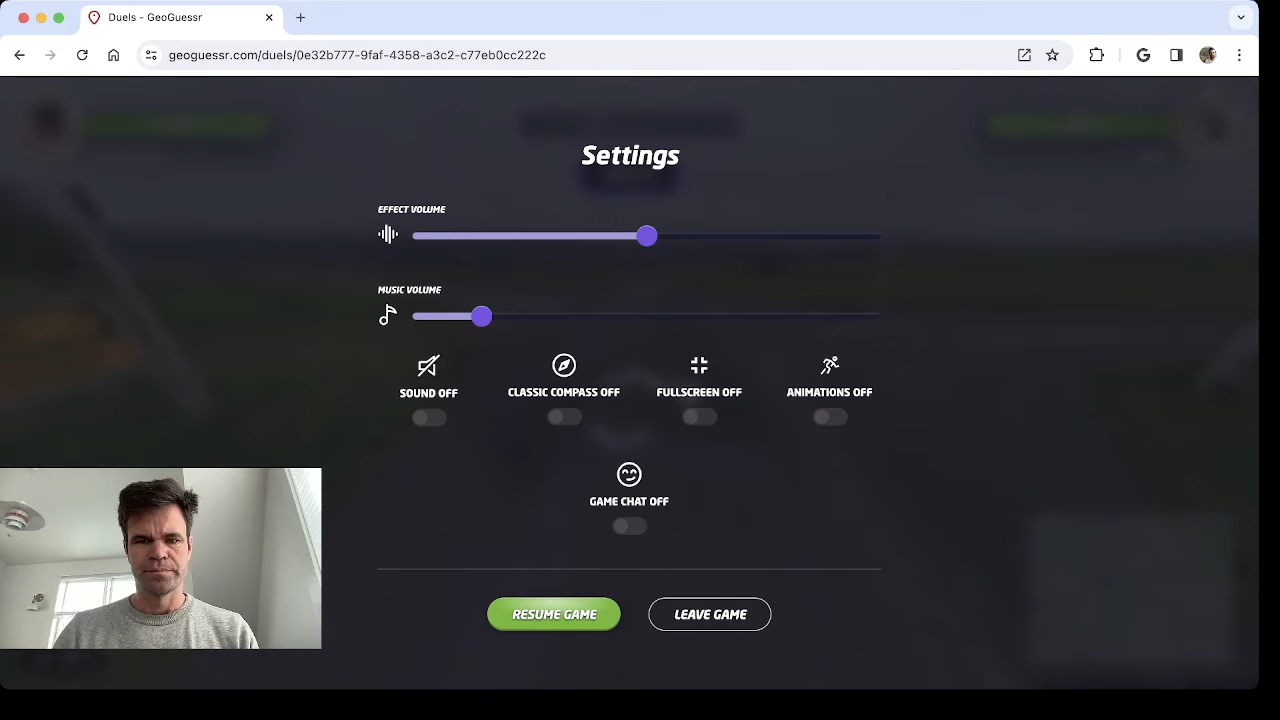 Duels - GeoGuessr
geoguessr.com/duels/0e32b777-9faf-4358-a3c2-c77eb0cc222c
Settings
EFFECT VOLUME
MUSIC VOLUME
SOUND OFF
CLASSIC COMPASS OFF
FULLSCREEN OFF
ANIMATIONS OFF
GAME CHAT OFF
RESUME GAME
LEAVE GAME